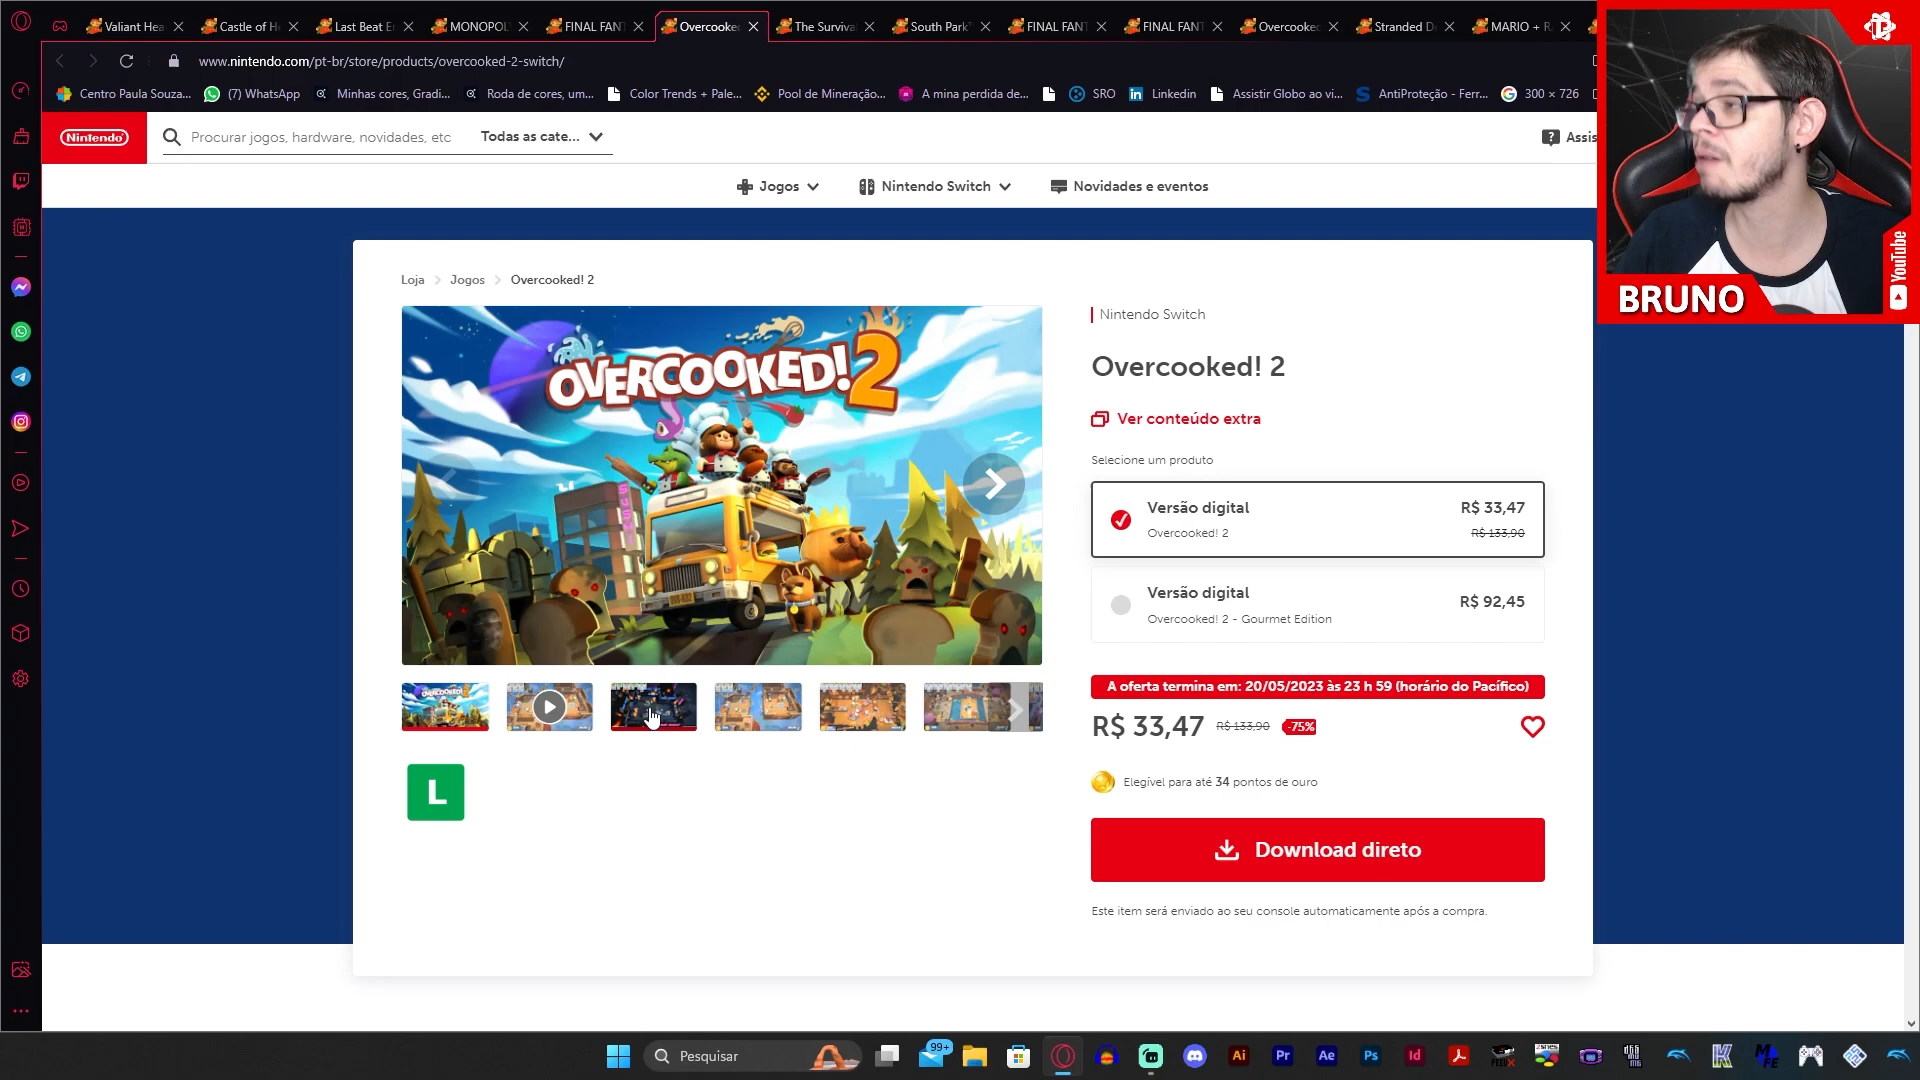 Valiant Hea
Castle of H
Last Beat E
MONOPOL
FINAL FANT
Overcooked
The Surviva
South Park™
FINAL FANT
FINAL FANT
Overcooked
Stranded D
MARIO + R
www.nintendo.com/pt-br/store/products/overcooked-2-switch/
Centro Paula Souza...
(7) WhatsApp
Minhas cores, Gradi...
Roda de cores, um...
Color Trends + Pale...
Pool de Mineração...
A mina perdida de...
SRO
Linkedin
Assistir Globo ao vi...
AntiProteção - Ferr...
300 × 726
Nintendo
Procurar jogos, hardware, novidades, etc
Todas as cate...
Assis
Jogos
Nintendo Switch
Novidades e eventos
YouTube
BRUNO
Loja
Jogos
Overcooked! 2
OVERCOOKED! 2
SUSHI
L
Nintendo Switch
Overcooked! 2
Ver conteúdo extra
Selecione um produto
Versão digital
R$ 33,47
Overcooked! 2
R$ 133,90
Versão digital
R$ 92,45
Overcooked! 2 - Gourmet Edition
A oferta termina em: 20/05/2023 às 23 h 59 (horário do Pacífico)
R$ 33,47
R$ 133,90
-75%
Elegível para até 34 pontos de ouro
Download direto
Este item será enviado ao seu console automaticamente após a compra.
Pesquisar
99+
Ai
Pr
Ae
Ps
Id